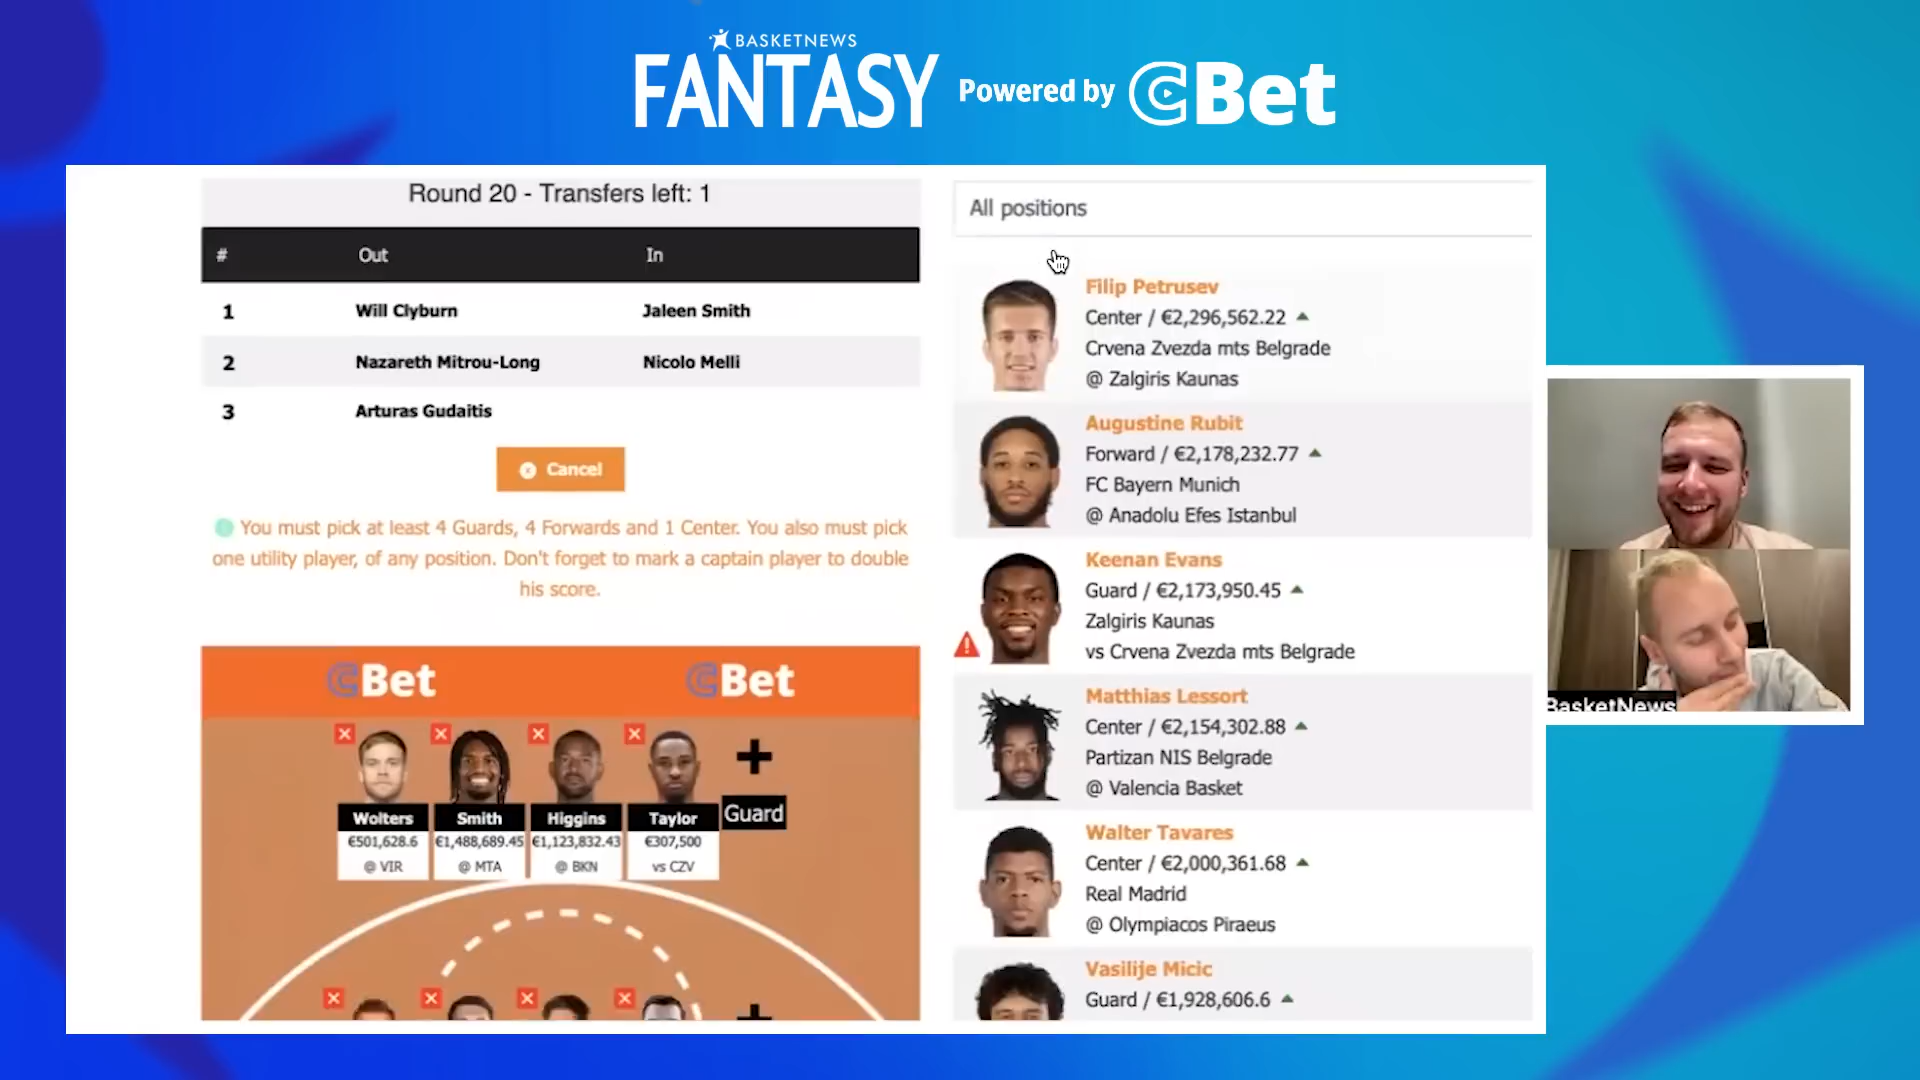 BASKETNEWS
FANTASY Powered by CBet
Round 20 - Transfers left: 1
# Out In
1 Will Clyburn Jaleen Smith
2 Nazareth Mitrou-Long Nicolo Melli
3 Arturas Gudaitis
Cancel
You must pick at least 4 Guards, 4 Forwards and 1 Center. You also must pick
one utility player, of any position. Don't forget to mark a captain player to double
his score.
CBet CBet
Wolters Smith Higgins Taylor Guard
€501,628.6 €1,488,689.45 €1,123,832.43 €307,500
@ VIR @ MTA @ BKN vs CZV
All positions
Filip Petrusev
Center / €2,296,562.22
Crvena Zvezda mts Belgrade
@ Zalgiris Kaunas
Augustine Rubit
Forward / €2,178,232.77
FC Bayern Munich
@ Anadolu Efes Istanbul
Keenan Evans
Guard / €2,173,950.45
Zalgiris Kaunas
vs Crvena Zvezda mts Belgrade
Matthias Lessort
Center / €2,154,302.88
Partizan NIS Belgrade
@ Valencia Basket
Walter Tavares
Center / €2,000,361.68
Real Madrid
@ Olympiacos Piraeus
Vasilije Micic
Guard / €1,928,606.6
BasketNews